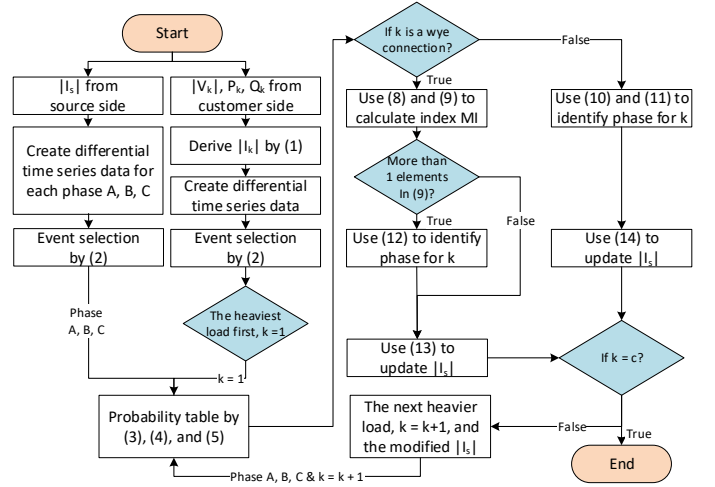 Start
|Is| from
source side
|Vk|, Pk, Qk from
customer side
Create differential
time series data for
each phase A, B, C
Derive |Ik| by (1)
Create differential
time series data
Event selection
by (2)
Event selection
by (2)
Phase
A, B, C
The heaviest
load first, k =1
k = 1
Probability table by
(3), (4), and (5)
Phase A, B, C & k = k + 1
If k is a wye
connection?
False
True
Use (8) and (9) to
calculate index MI
Use (10) and (11) to
identify phase for k
More than
1 elements
In (9)?
True
False
Use (12) to identify
phase for k
Use (14) to
update |Is|
Use (13) to
update |Is|
If k = c?
The next heavier
load, k = k+1, and
the modified |Is|
False
True
End